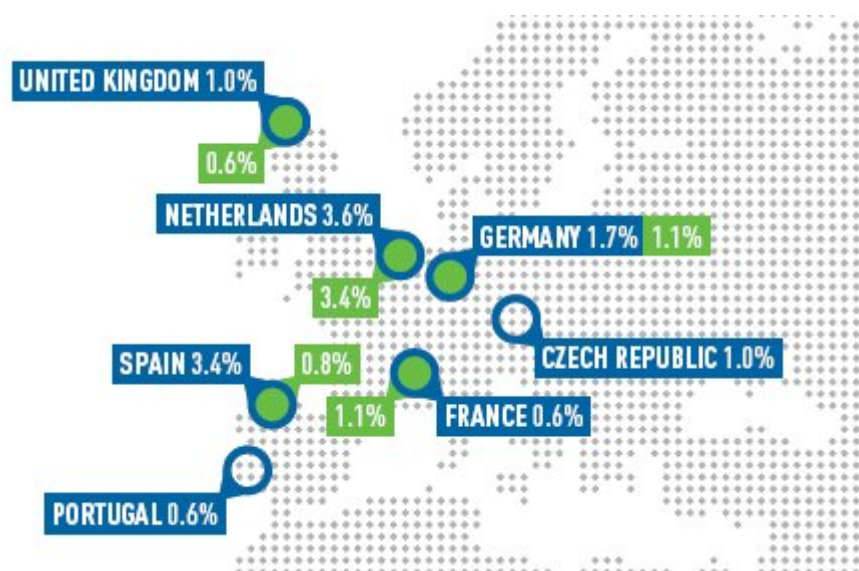 UNITED KINGDOM 1.0%
0.6%
NETHERLANDS 3.6%
GERMANY 1.7% 1.1%
3.4%
SPAIN 3.4%
0.8%
CZECH REPUBLIC 1.0%
1.1%
FRANCE 0.6%
PORTUGAL 0.6%